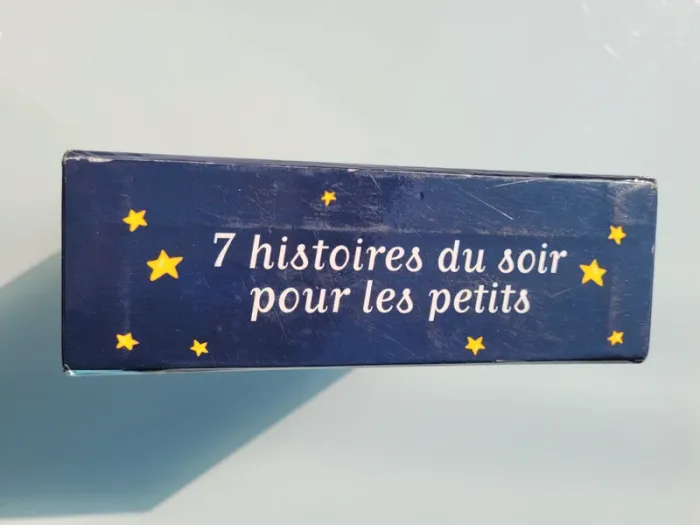 7 histoires du soir
pour les petits